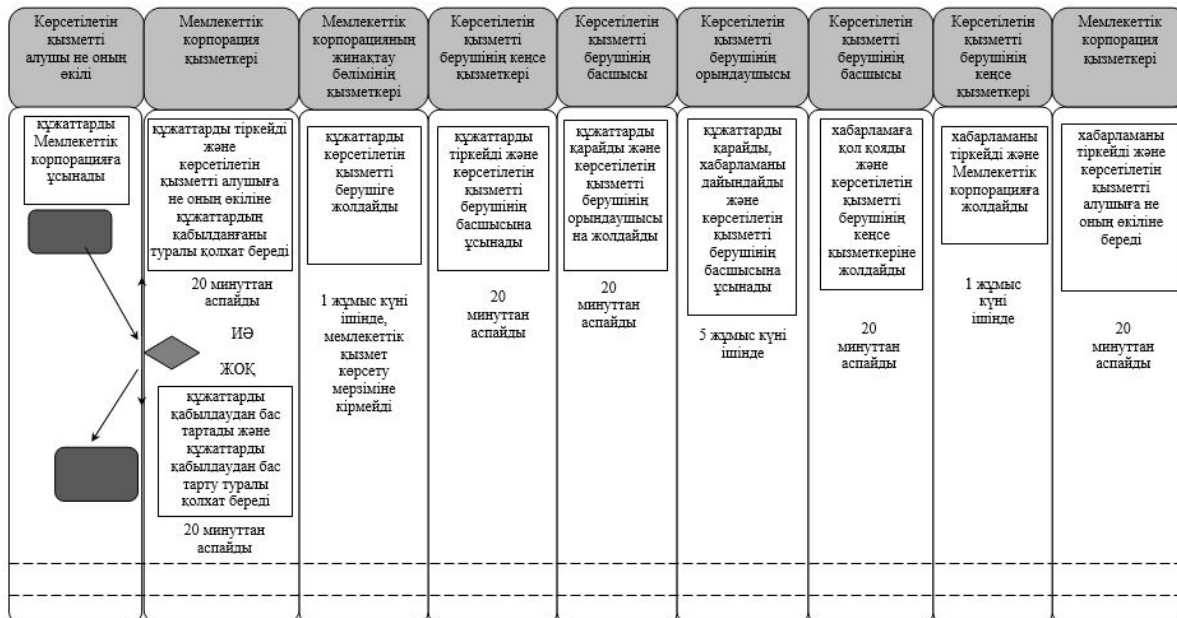 Көрсетілетін
қызметті
алушы не оның
өкілі
Мемлекеттік
корпорация
қызметкері
Мемлекеттік
корпорацияның
жинақтау
бөлімінің
қызметкері
Көрсетілетін
қызметті
берушінің кеңсе
қызметкері
Көрсетілетін
қызметті
берушінің
басшысы
Көрсетілетін
қызметті
берушінің
орындаушысы
Көрсетілетін
қызметті
берушінің
басшысы
Көрсетілетін
қызметті
берушінің
кеңсе
қызметкері
Мемлекеттік
корпорация
қызметкері
құжаттарды
Мемлекеттік
корпорацияға
ұсынады
құжаттарды тіркейді
және
көрсетілетін
қызметті алушыға
не оның өкіліне
құжаттардың
қабылданғаны
туралы қолхат береді
20 минуттан
аспайды
ИӘ
ЖОҚ
құжаттарды
қабылдаудан бас
тартады және
құжаттарды
қабылдаудан бас
тарту туралы
қолхат береді
20 минуттан
аспайды
құжаттарды
көрсетілетін
қызметті
берушіге
жолдайды
1 жұмыс күні
ішінде,
мемлекеттік
қызмет
көрсету
мерзіміне
кірмейді
құжаттарды
тіркейді және
көрсетілетін
қызметті
берушінің
басшысына
ұсынады
20
минуттан
аспайды
құжаттарды
қарайды және
көрсетілетін
қызметті
берушінің
орындаушысы
на жолдайды
20
минуттан
аспайды
құжаттарды
қарайды,
хабарламаны
дайындайды
және
көрсетілетін
қызметті
берушінің
басшысына
ұсынады
5 жұмыс күні
ішінде
хабарламаға
қол қояды
және
көрсетілетін
қызметті
берушінің
кеңсе
қызметкеріне
жолдайды
20
минуттан
аспайды
хабарламаны
тіркейді және
Мемлекеттік
корпорацияға
жолдайды
1 жұмыс
күні
ішінде
хабарламаны
тіркейді және
көрсетілетін
қызметті
алушыға не
оның өкіліне
береді
20
минуттан
аспайды